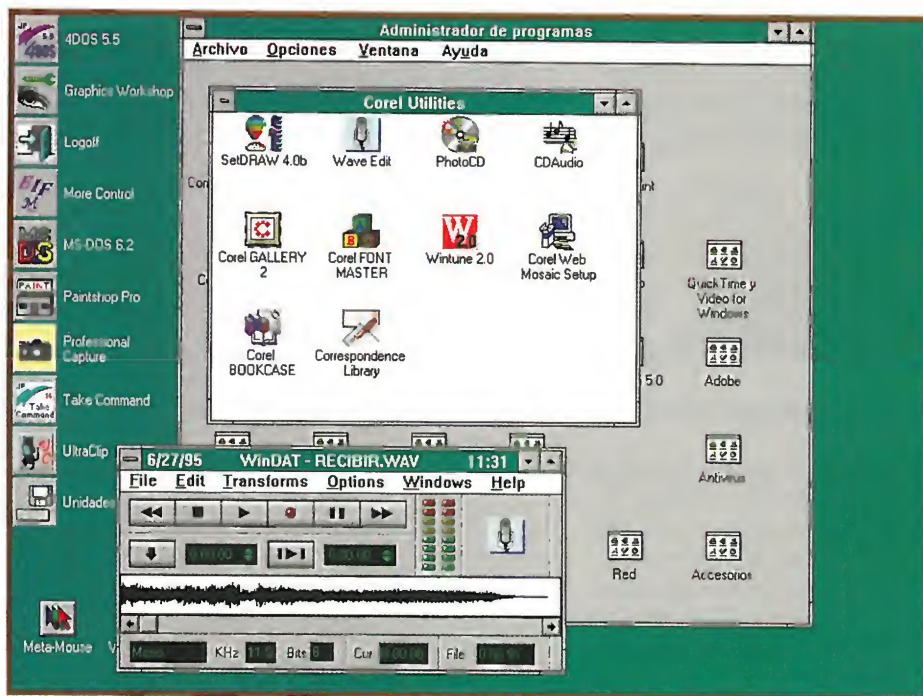 4DOS 5.5
Graphics Workshop
Logoff
More Control
MS-DOS 6.2
Paintshop Pro
Professional
Capture
Take Command
UltraClip
Unidades
Meta-Mouse
Administrador de programas
Archivo Opciones Ventana Ayuda
Corel Utilities
SetDRAW 4.0b Wave Edit PhotoCD CDAudio
Corel GALLERY
2
Corel FONT
MASTER
Wintune 2.0
Corel Web
Mosaic Setup
Corel
BOOKCASE
Correspondence
Library
QuickTime y
Video for
Windows
5.0 Adobe
Antivirus
Red Accesorios
6/27/95 WinDAT - RECIBIR.WAV 11:31
File Edit Transforms Options Windows Help
Mono KHz Bits 8 Cur File